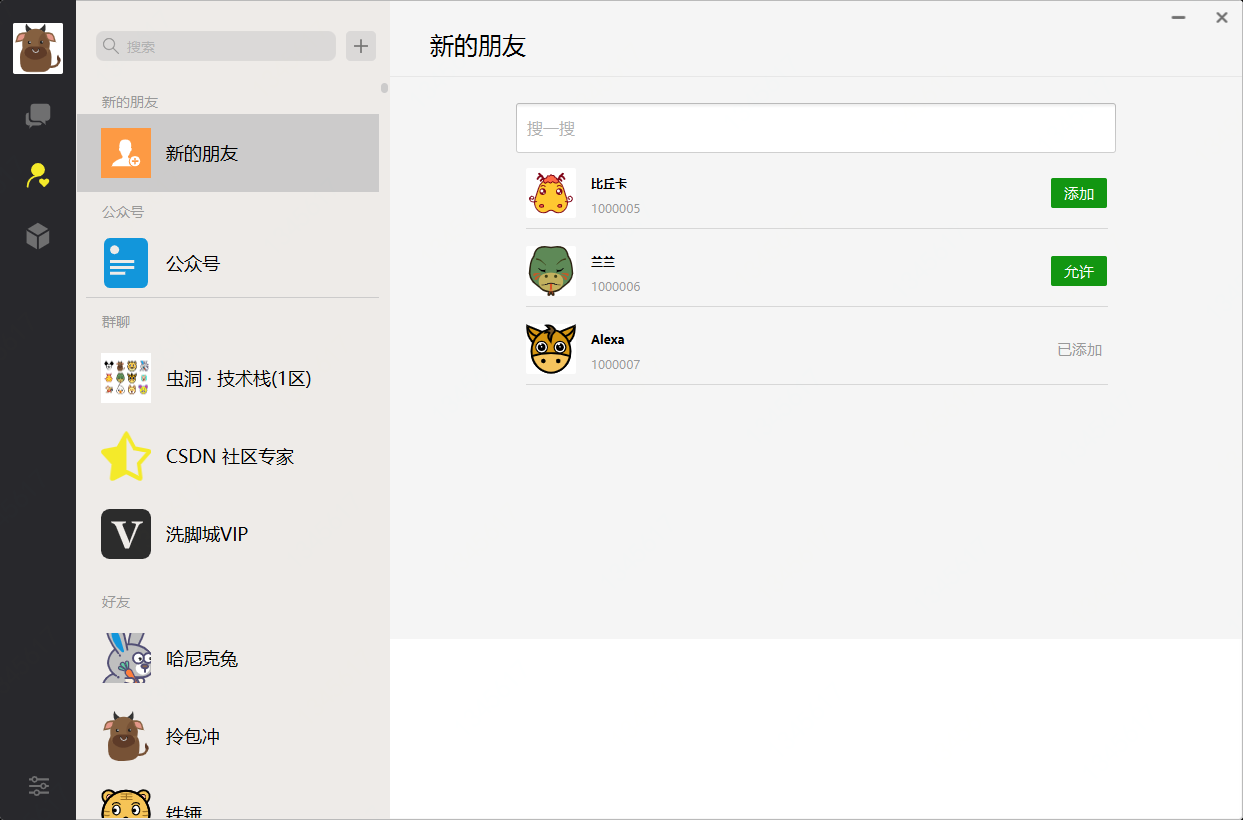 搜索
新的朋友
新的朋友
公众号
公众号
群聊
虫洞 · 技术栈(1区)
CSDN 社区专家
V
洗脚城VIP
好友
哈尼克兔
拎包冲
铁锤
新的朋友
搜一搜
比丘卡
1000005
添加
兰兰
1000006
允许
Alexa
1000007
已添加